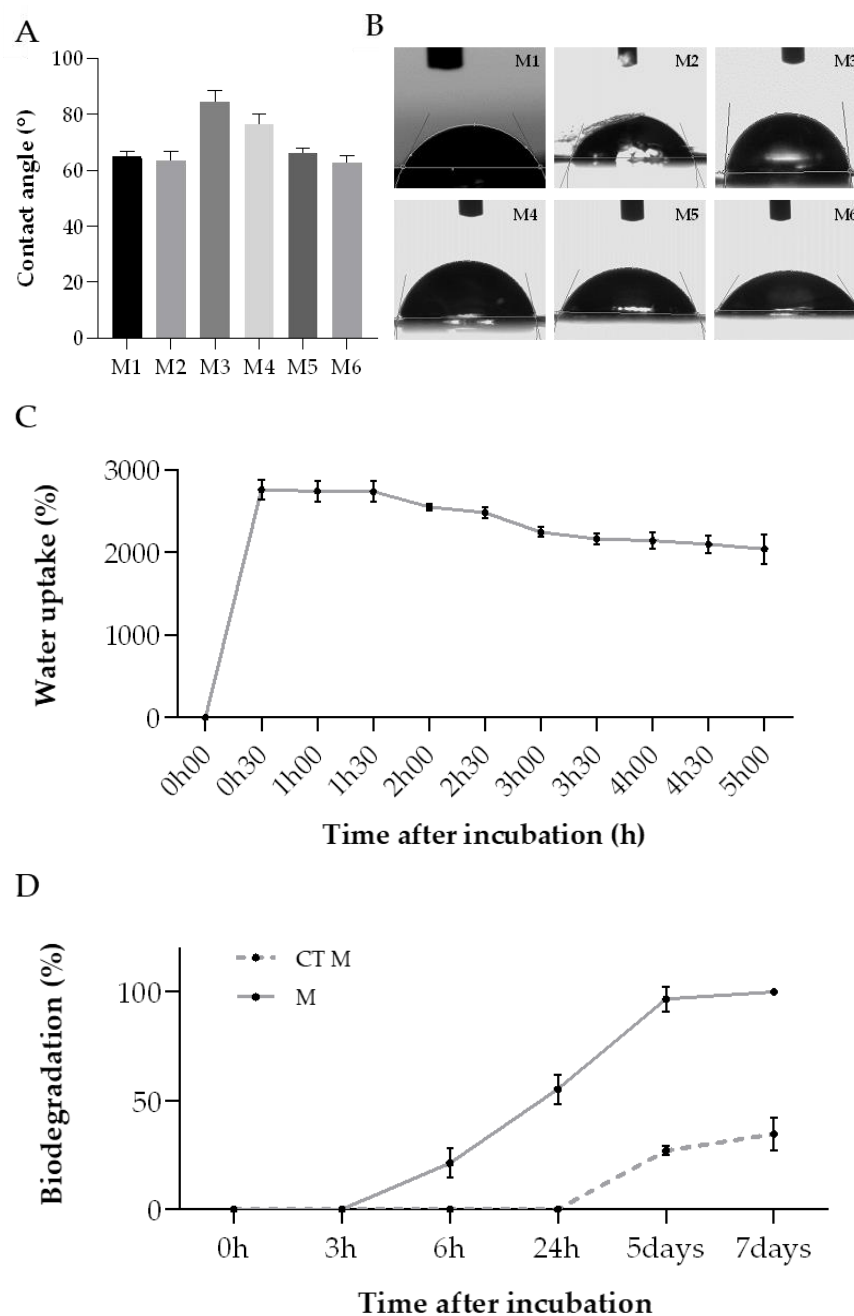 A
Contact angle (°)
100
80
60
40
20
0
M1 M2 M3 M4 M5 M6
B
M1
M2
M3
M4
M5
M6
C
Water uptake (%)
3000
2000
1000
0
0h00 0h30 1h00 1h30 2h00 2h30 3h00 3h30 4h00 4h30 5h00
Time after incubation (h)
D
Biodegradation (%)
CT M
M
100
50
0
0h 3h 6h 24h 5days 7days
Time after incubation